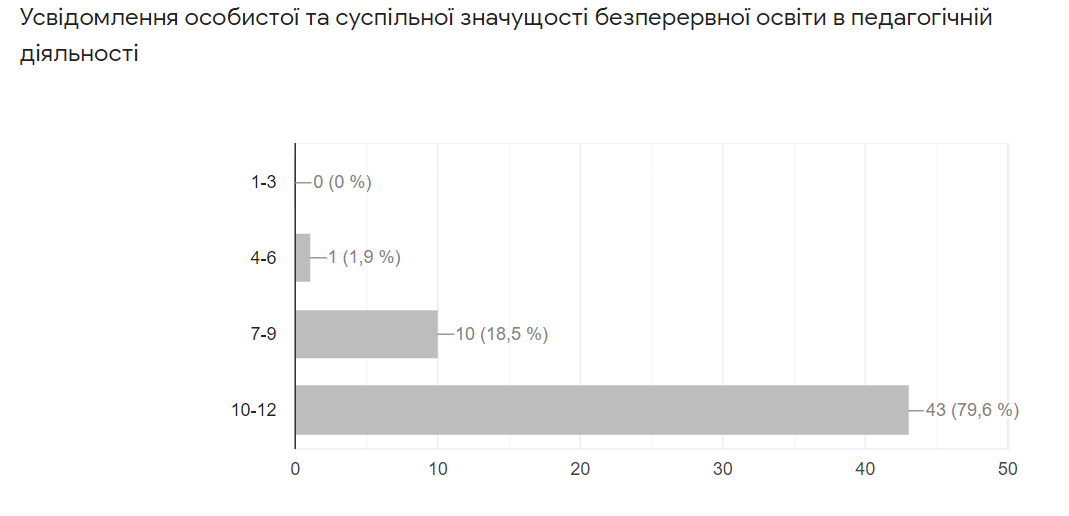 Усвідомлення особистої та суспільної значущості безперервної освіти в педагогічній
діяльності
1-3 0 (0 %)
4-6 1 (1,9 %)
7-9 10 (18,5 %)
10-12 43 (79,6 %)
0 10 20 30 40 50